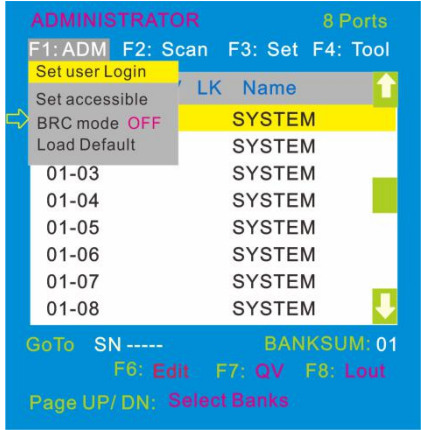 ADMINISTRATOR 8 Ports
F1: ADM F2: Scan F3: Set F4: Tool
Set user Login
LK Name
Set accessible
BRC mode OFF SYSTEM
Load Default SYSTEM
01-03 SYSTEM
01-04 SYSTEM
01-05 SYSTEM
01-06 SYSTEM
01-07 SYSTEM
01-08 SYSTEM
GoTo SN ----- BANKSUM: 01
F6: Edit F7: QV F8: Lout
Page UP/ DN: Select Banks